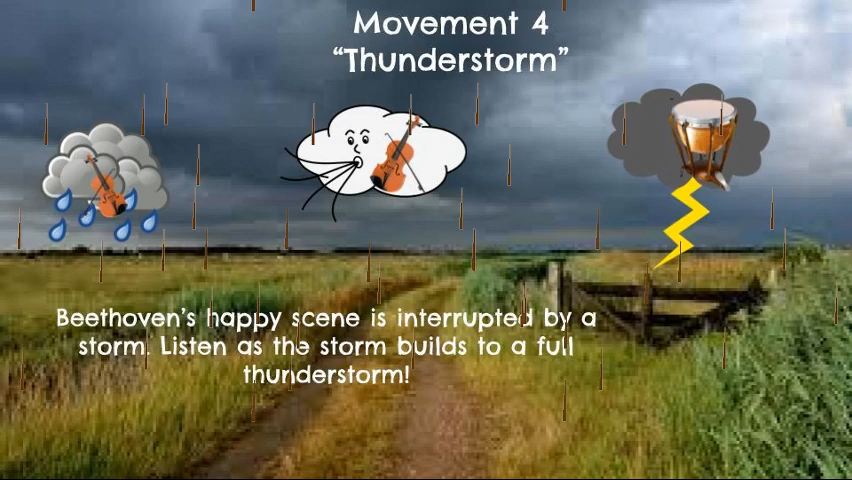 Movement 4
“Thunderstorm”
Beethoven’s happy scene is interrupted by a
storm. Listen as the storm builds to a full
thunderstorm!